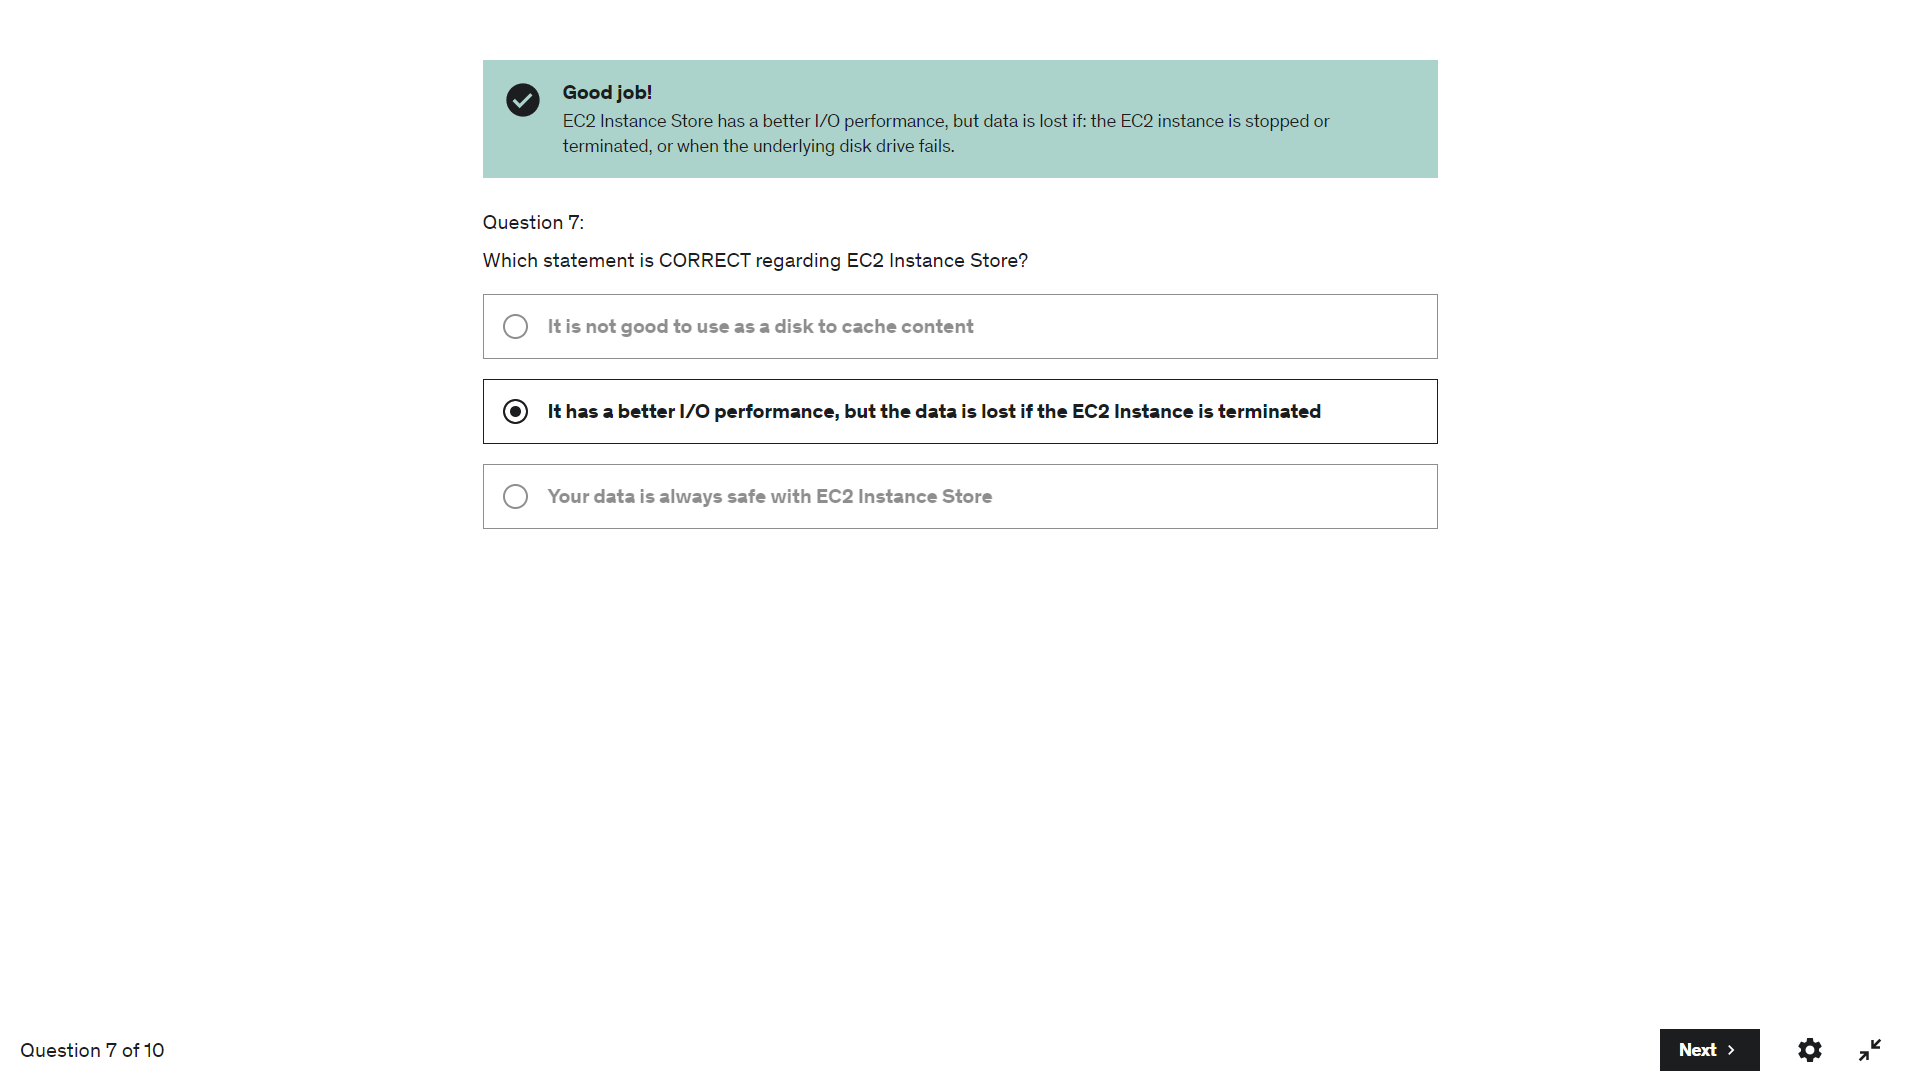 Good job!
EC2 Instance Store has a better I/O performance, but data is lost if: the EC2 instance is stopped or
terminated, or when the underlying disk drive fails.
Question 7:
Which statement is CORRECT regarding EC2 Instance Store?
It is not good to use as a disk to cache content
It has a better I/O performance, but the data is lost if the EC2 Instance is terminated
Your data is always safe with EC2 Instance Store
Question 7 of 10
Next